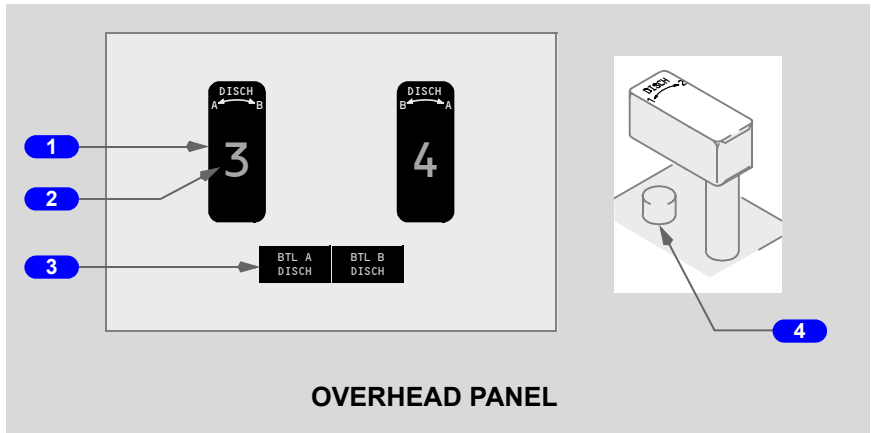 DISCH
A B
3
DISCH
B A
4
DISCH
1 2
1
2
3
BTL A
DISCH
BTL B
DISCH
4
OVERHEAD PANEL